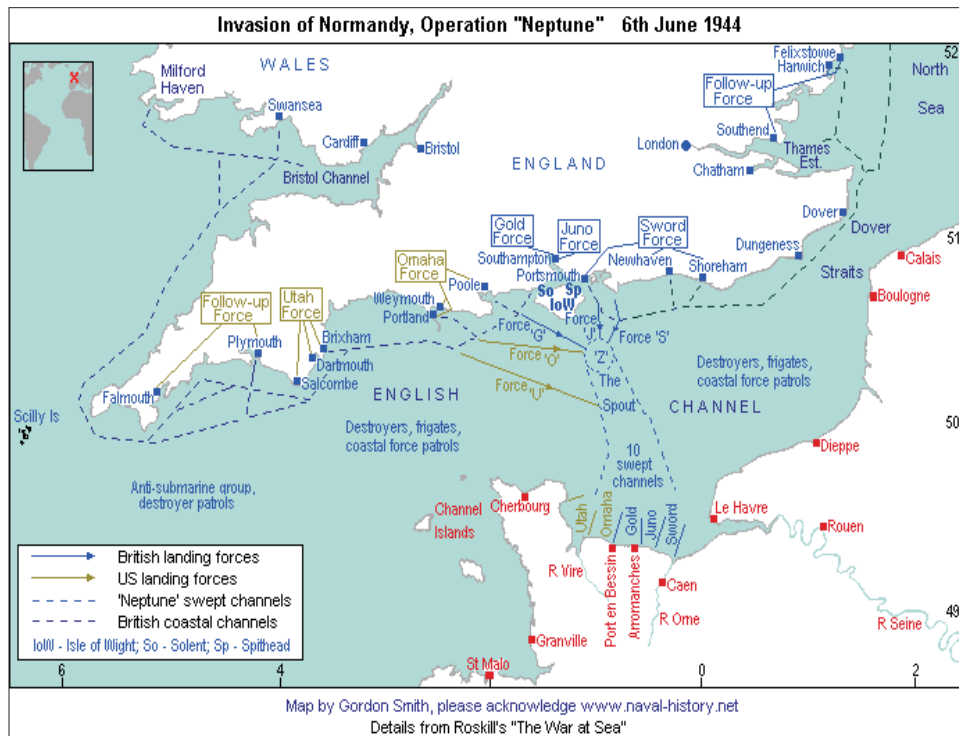 Invasion of Normandy, Operation "Neptune" 6th June 1944
Felixstowe
Harwich
52
North
Sea
WALES
Milford
Haven
Swansea
Cardiff
Bristol
Bristol Channel
ENGLAND
Follow-up
Force
Southend
London
Thames
Est.
Chatham
Dover
Dover
Straits
51
Dungeness
Calais
Boulogne
Gold
Force
Juno
Force
Sword
Force
Southampton
Portsmouth
Newhaven
Shoreham
So Sp
IoW
Omaha
Force
Poole
Weymouth
Portland
Follow-up
Force
Utah
Force
Plymouth
Brixham
Dartmouth
Salcombe
Falmouth
Scilly Is
Force 'G'
Force 'J'
Force 'S'
Force 'O'
Force 'U'
'Z'
The
Spout
ENGLISH
CHANNEL
Destroyers, frigates,
coastal force patrols
Destroyers, frigates,
coastal force patrols
Anti-submarine group,
destroyer patrols
50
10
swept
channels
Dieppe
Channel
Islands
Cherbourg
Utah
Omaha
Gold
Juno
Sword
Le Havre
Rouen
R Vire
Port en Bessin
Arromanches
Caen
R Orne
R Seine
49
Granville
St Malo
British landing forces
US landing forces
'Neptune' swept channels
British coastal channels
IoW - Isle of Wight; So - Solent; Sp - Spithead
6
4
2
0
2
Map by Gordon Smith, please acknowledge www.naval-history.net
Details from Roskill's "The War at Sea"